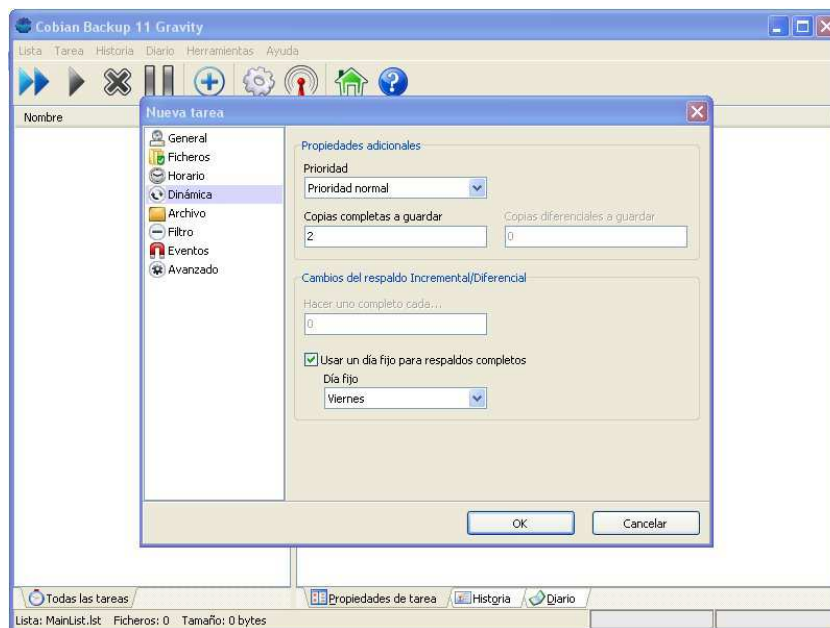 Cobian Backup 11 Gravity
Lista Tarea Historia Diario Herramientas Ayuda
Nombre
Nueva tarea
General
Ficheros
Horario
Dinámica
Archivo
Filtro
Eventos
Avanzado
Propiedades adicionales
Prioridad
Prioridad normal
Copias completas a guardar
Copias diferenciales a guardar
2
0
Cambios del respaldo Incremental/Diferencial
Hacer uno completo cada...
0
Usar un día fijo para respaldos completos
Día fijo
Viernes
OK
Cancelar
Todas las tareas
Propiedades de tarea
Historia
Diario
Lista: MainList.lst Ficheros: 0 Tamaño: 0 bytes